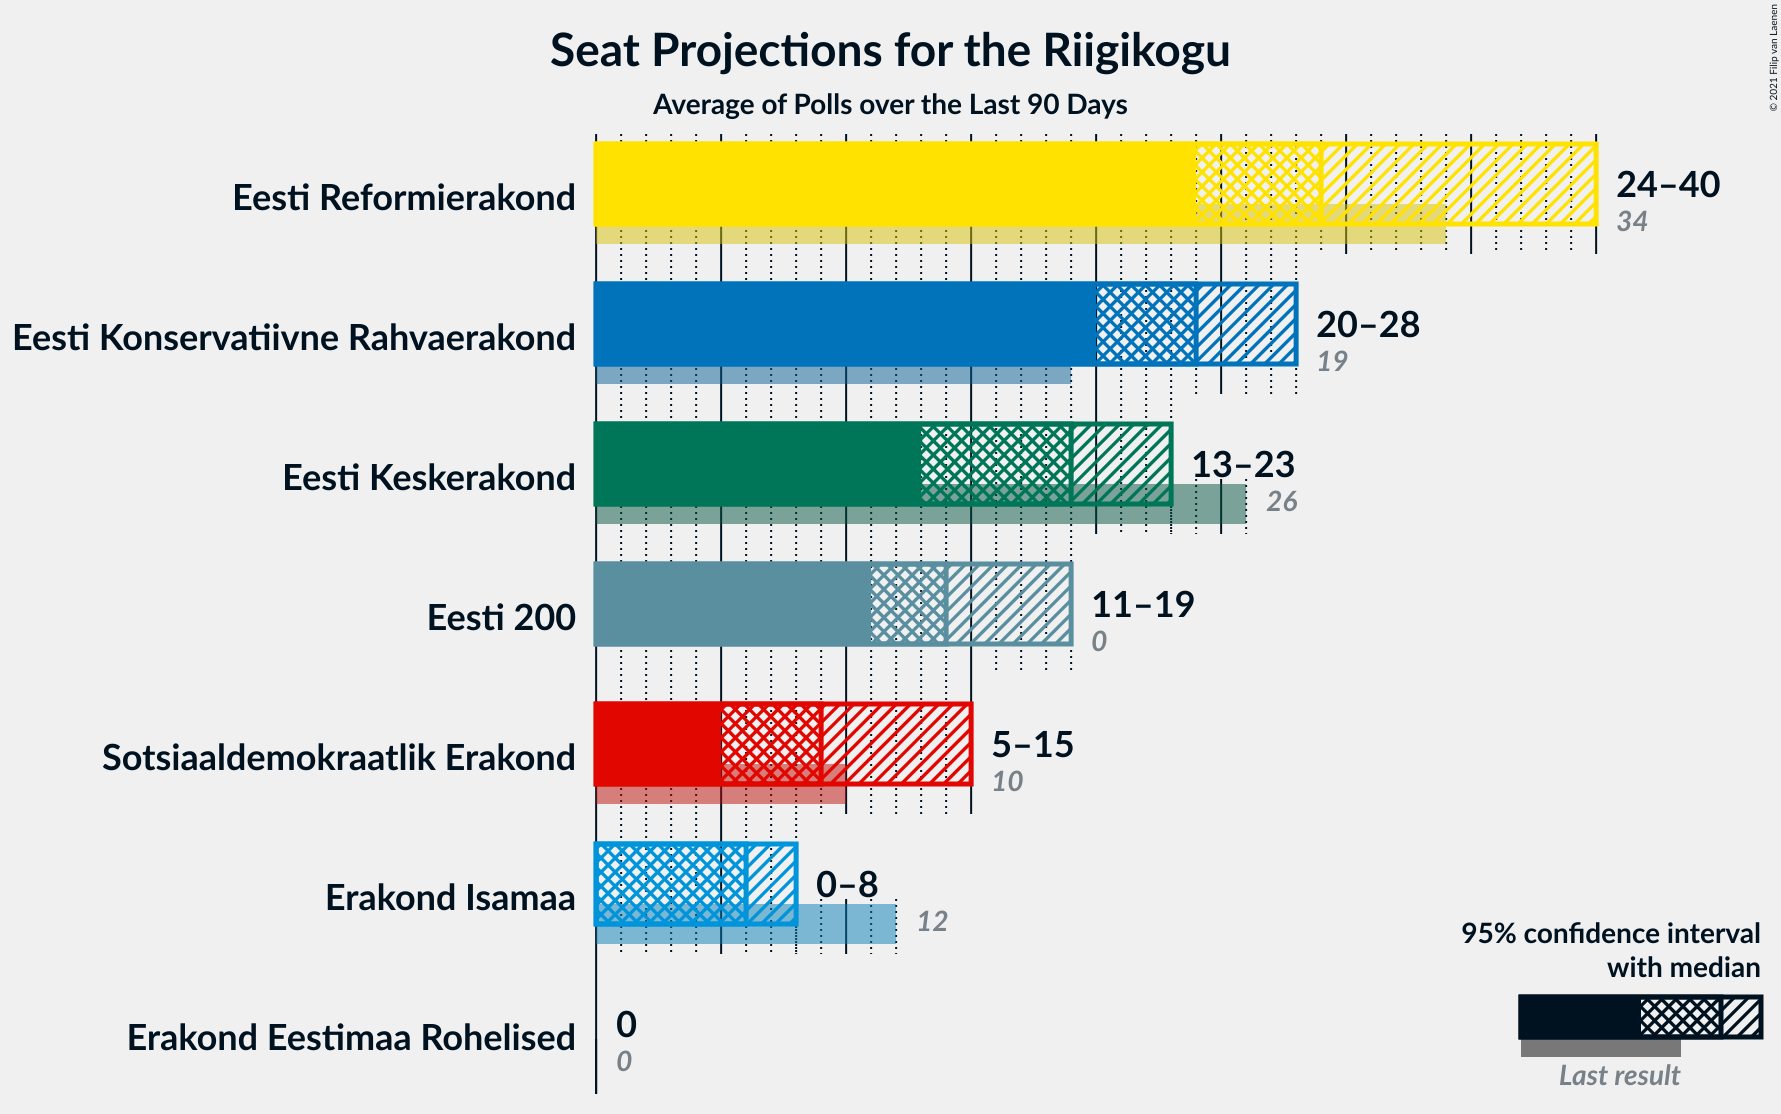 Seat Projections for the Riigikogu
Average of Polls over the Last 90 Days
© 2021 Filip van Laenen
Eesti Reformierakond
24–40
34
Eesti Konservatiivne Rahvaerakond
20–28
19
Eesti Keskerakond
13–23
26
Eesti 200
11–19
0
Sotsiaaldemokraatlik Erakond
5–15
10
Erakond Isamaa
0–8
12
Erakond Eestimaa Rohelised
0
0
95% confidence interval
with median
Last result